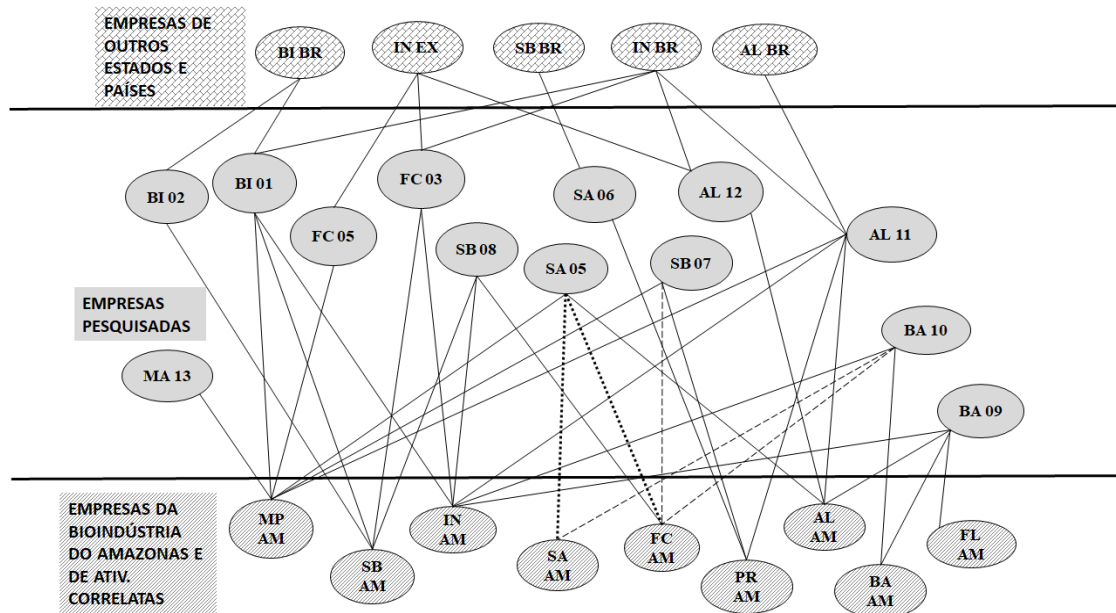 EMPRESAS DE
OUTROS
ESTADOS E
PAÍSES
BI BR
IN EX
SB BR
IN BR
AL BR
BI 02
BI 01
FC 03
SA 06
AL 12
FC 05
SB 08
SA 05
SB 07
AL 11
EMPRESAS
PESQUISADAS
BA 10
MA 13
BA 09
EMPRESAS DA
BIOINDÚSTRIA
DO AMAZONAS E
DE ATIV.
CORRELATAS
MP
AM
SB
AM
IN
AM
SA
AM
FC
AM
PR
AM
AL
AM
BA
AM
FL
AM